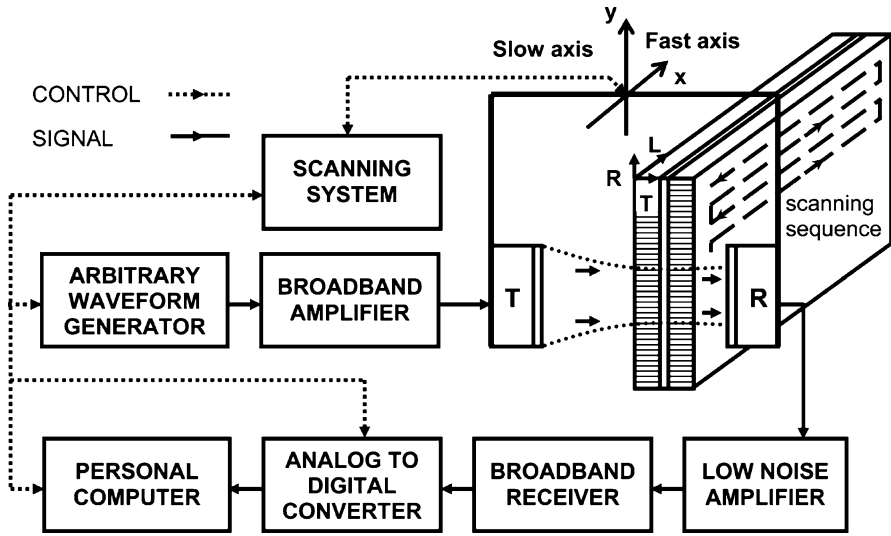 y
Slow axis
Fast axis
x
CONTROL
SIGNAL
SCANNING
SYSTEM
L
R
T
scanning
sequence
ARBITRARY
WAVEFORM
GENERATOR
BROADBAND
AMPLIFIER
T
R
PERSONAL
COMPUTER
ANALOG TO
DIGITAL
CONVERTER
BROADBAND
RECEIVER
LOW NOISE
AMPLIFIER